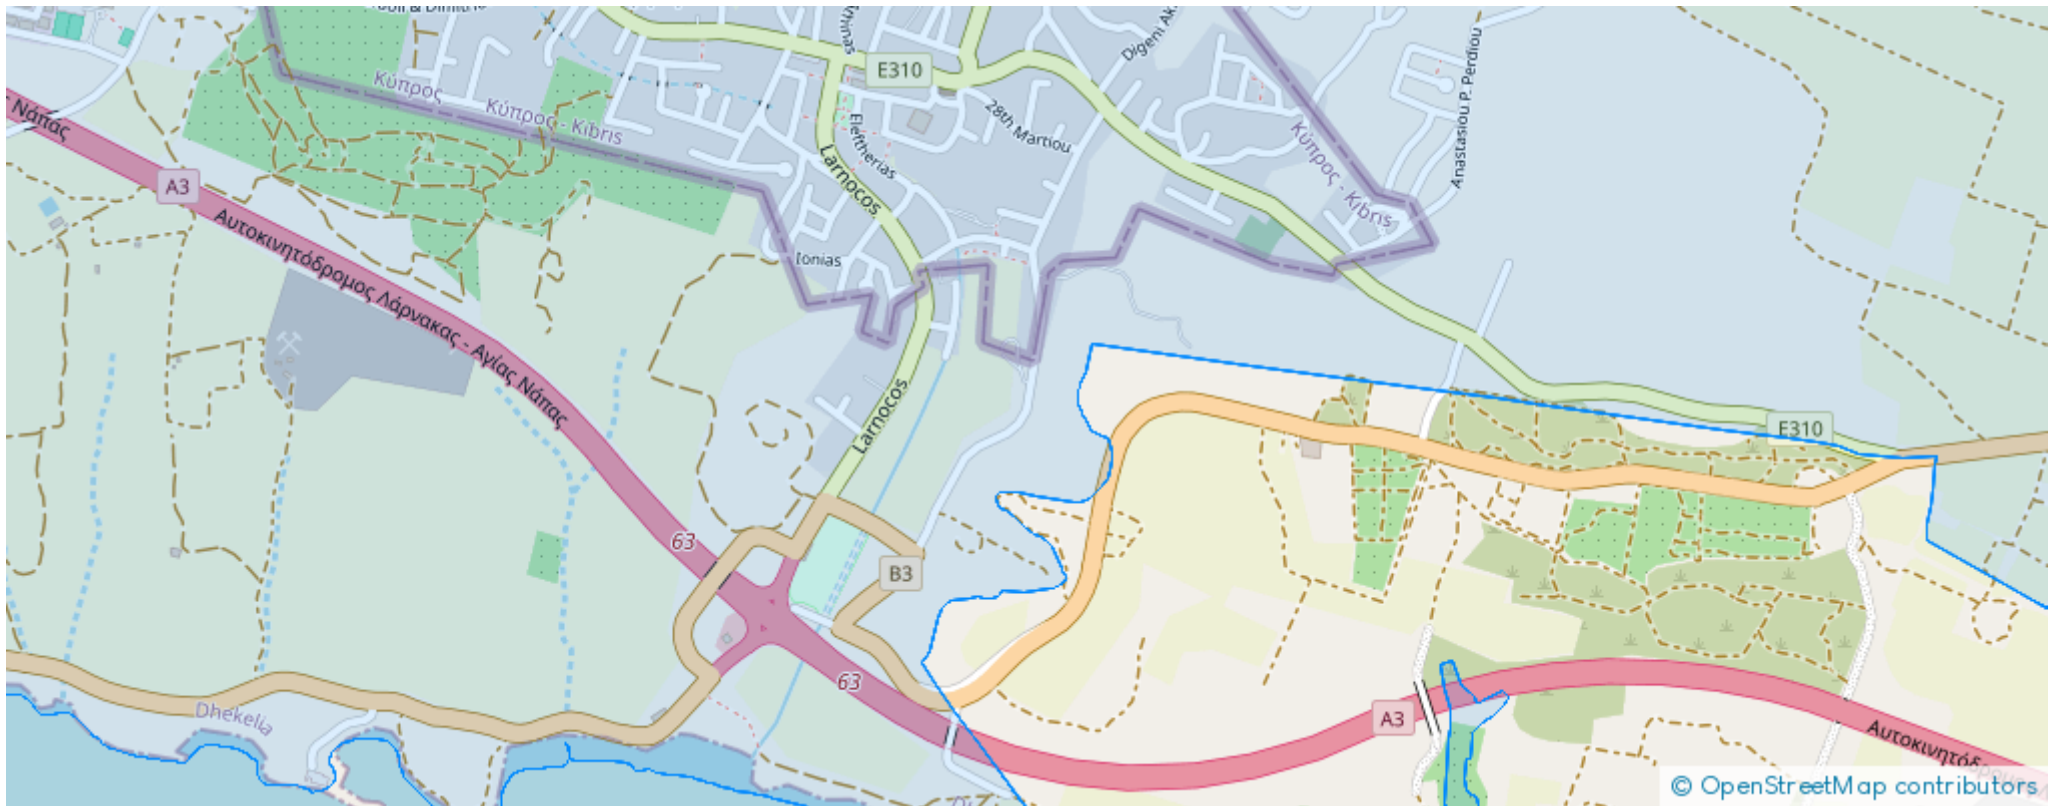 E310
Digeni Ak
Anastasiou P. Perdiou
Κύπρος
Κύπρος - Kıbrıs
28th Martiou
Eleftherias
Larnocos
Κύπρος - Kıbrıs
ς Νάπας
A3
Αυτοκινητόδρομος Λάρνακας - Αγίας Νάπας
Ionias
Larnocos
E310
63
B3
63
Dhekelia
A3
© OpenStreetMap contributors